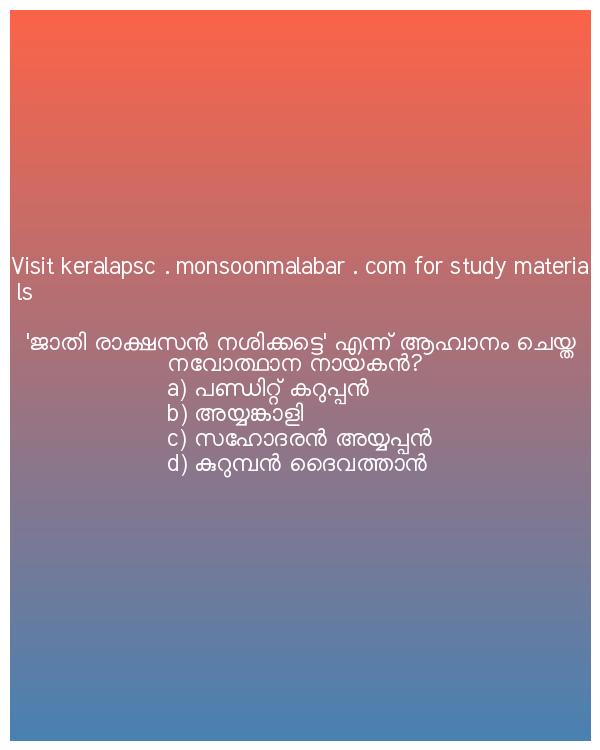 Visit keralapsc . monsoonmalabar . com for study materia
ls
'ജാതി രാക്ഷസൻ നശിക്കട്ടെ' എന്ന് ആഹ്വാനം ചെയ്ത
നവോത്ഥാന നായകൻ?
a) പണ്ഡിറ്റ് കറുപ്പൻ
b) അയ്യങ്കാളി
c) സഹോദരൻ അയ്യപ്പൻ
d) കുറുമ്പൻ ദൈവത്താൻ